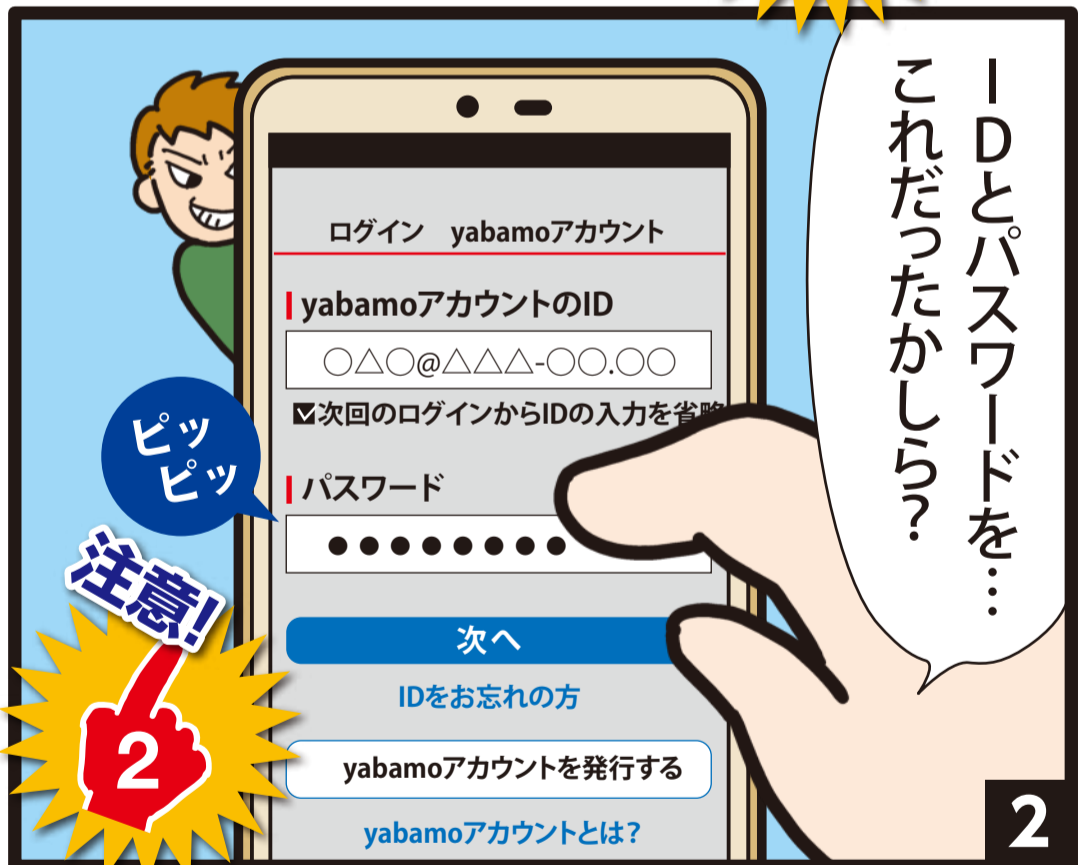 IDとパスワードを…
これだったかしら？
ログイン　yabamoアカウント
yabamoアカウントのID
○△○@△△△-○○.○○
次回のログインからIDの入力を省略
ピッ
ピッ
パスワード
●●●●●●●●
注意!
2
次へ
IDをお忘れの方
yabamoアカウントを発行する
yabamoアカウントとは？
2